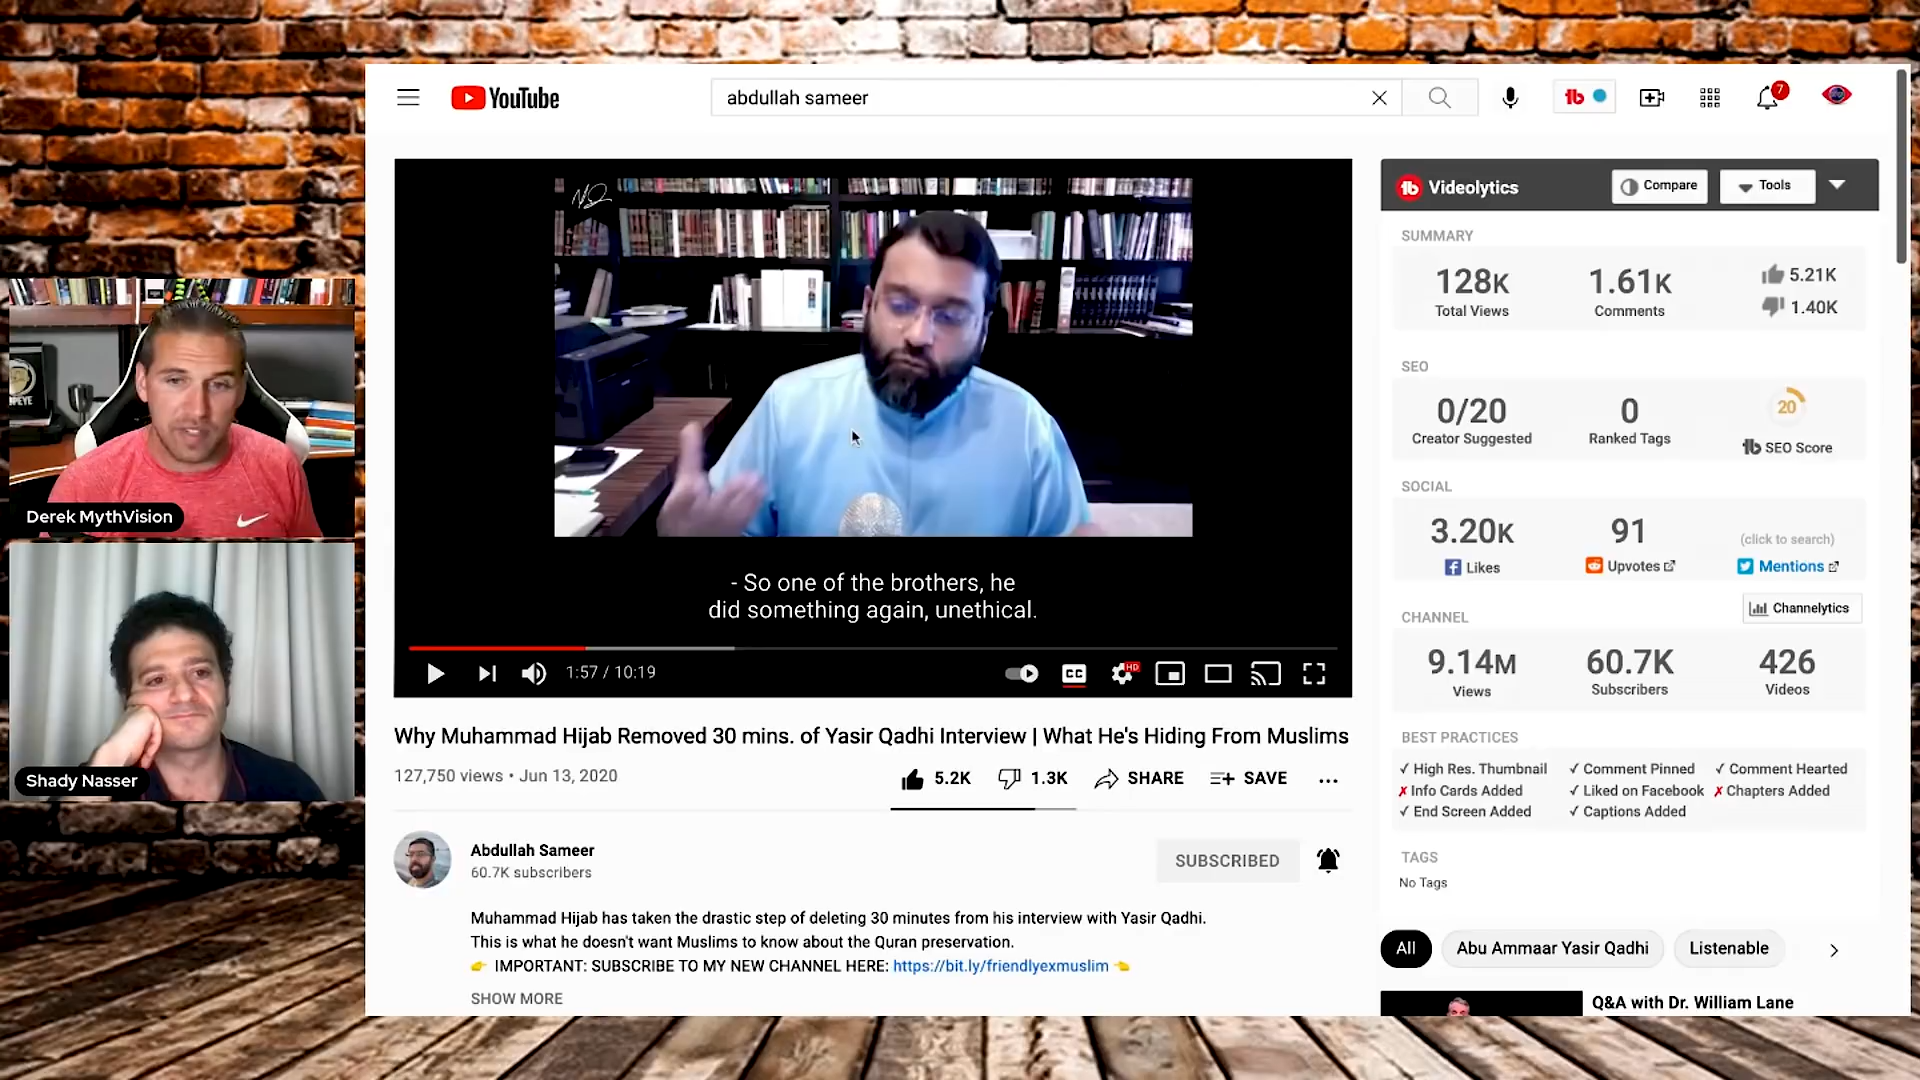 YouTube
abdullah sameer
7
- So one of the brothers, he
did something again, unethical.
1:57 / 10:19
CC
HD
Why Muhammad Hijab Removed 30 mins. of Yasir Qadhi Interview | What He's Hiding From Muslims
127,750 views • Jun 13, 2020
5.2K
1.3K
SHARE
SAVE
Abdullah Sameer
60.7K subscribers
SUBSCRIBED
Muhammad Hijab has taken the drastic step of deleting 30 minutes from his interview with Yasir Qadhi.
This is what he doesn't want Muslims to know about the Quran preservation.
👉 IMPORTANT: SUBSCRIBE TO MY NEW CHANNEL HERE: https://bit.ly/friendlyexmuslim 👈
SHOW MORE
Videolytics
Compare
Tools
SUMMARY
128K
Total Views
1.61K
Comments
5.21K
1.40K
SEO
0/20
Creator Suggested
0
Ranked Tags
20
SEO Score
SOCIAL
3.20K
Likes
91
Upvotes
(click to search)
Mentions
CHANNEL
Channelytics
9.14M
Views
60.7K
Subscribers
426
Videos
BEST PRACTICES
✓ High Res. Thumbnail
✓ Comment Pinned
✓ Comment Hearted
✗ Info Cards Added
✓ Liked on Facebook
✗ Chapters Added
✓ End Screen Added
✓ Captions Added
TAGS
No Tags
All
Abu Ammaar Yasir Qadhi
Listenable
Q&A with Dr. William Lane
Derek MythVision
Shady Nasser